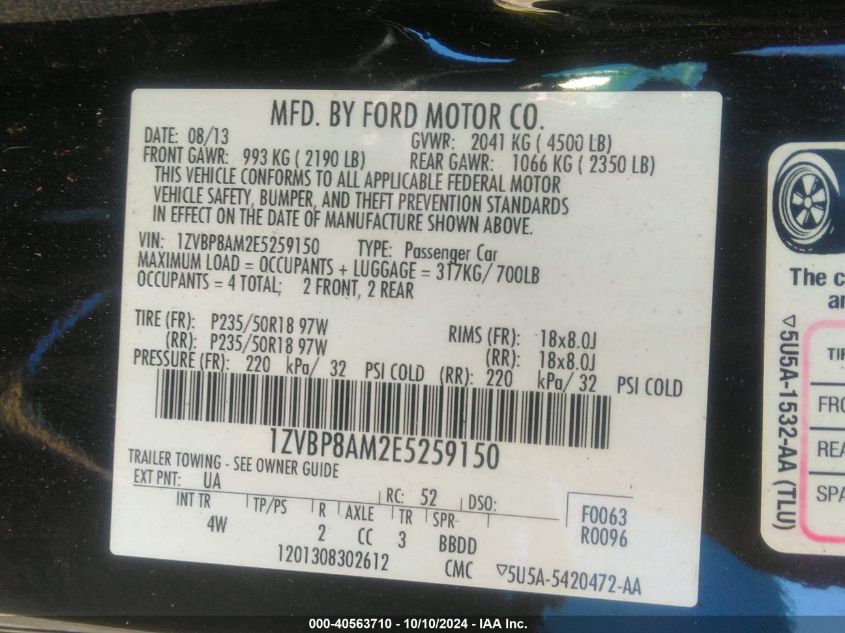 MFD. BY FORD MOTOR CO.
DATE: 08/13 GVWR: 2041 KG ( 4500 LB)
FRONT GAWR: 993 KG ( 2190 LB) REAR GAWR: 1066 KG ( 2350 LB)
THIS VEHICLE CONFORMS TO ALL APPLICABLE FEDERAL MOTOR
VEHICLE SAFETY, BUMPER, AND THEFT PREVENTION STANDARDS
IN EFFECT ON THE DATE OF MANUFACTURE SHOWN ABOVE.
VIN: 1ZVBP8AM2E5259150 TYPE: Passenger Car
MAXIMUM LOAD = OCCUPANTS + LUGGAGE = 317KG/700LB
OCCUPANTS = 4 TOTAL; 2 FRONT, 2 REAR
TIRE (FR): P235/50R18 97W RIMS (FR): 18x8.0J
(RR): P235/50R18 97W (RR): 18x8.0J
PRESSURE (FR): 220 kPa/ 32 PSI COLD (RR): 220 kPa/ 32 PSI COLD
1ZVBP8AM2E5259150
TRAILER TOWING - SEE OWNER GUIDE
EXT PNT: UA RC: 52 DSO:
INT TR TP/PS R AXLE TR SPR
4W 2 CC 3 BBDD
F0063
R0096
1201308302612 CMC ▽5U5A-5420472-AA
The c
an
▽5U5A-1532-AA (TLU)
TIR
FRO
REA
SPA
000-40563710 - 10/10/2024 - IAA Inc.